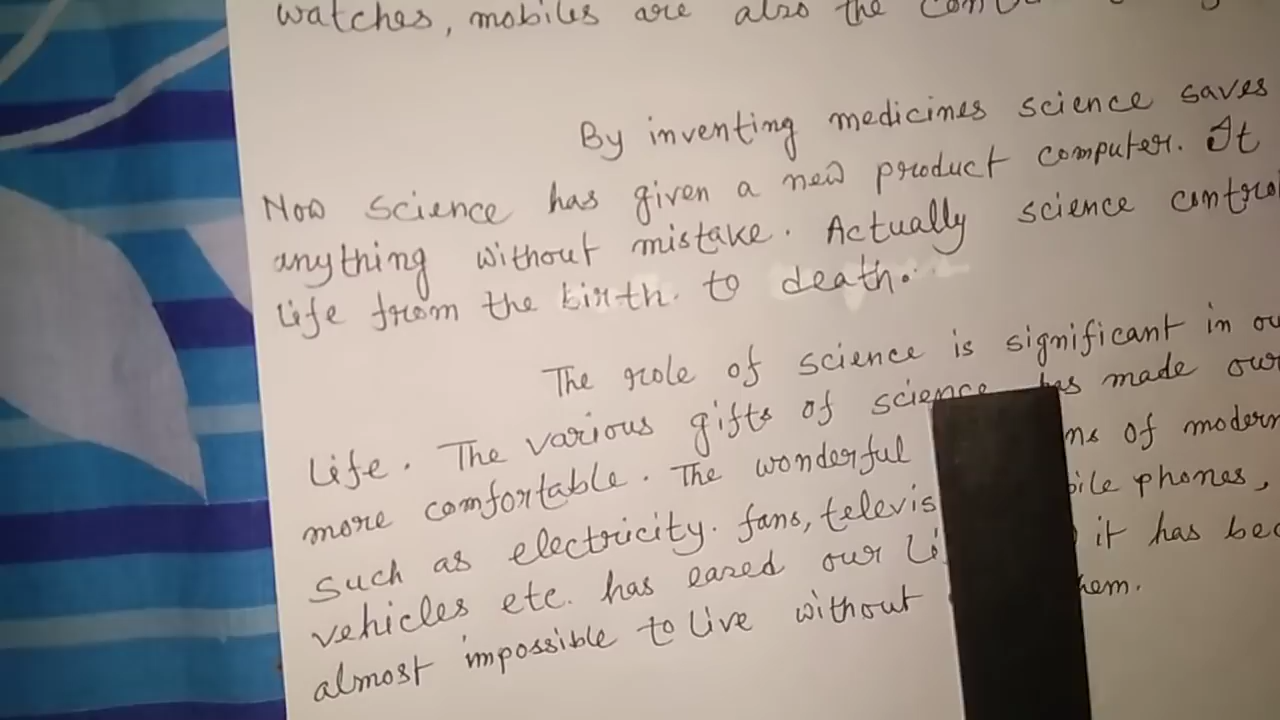 watches, mobiles are also the
By inventing medicines science saves
Now science has given a new product computer. It
anything without mistake. Actually science control
life from the birth. to death.
The role of science is significant in ou
life. The various gifts of science has made our
more comfortable. The wonderful ns of modern
such as electricity. fans, televis bile phones,
vehicles etc. has eased our li it has bec
almost impossible to live without hem.